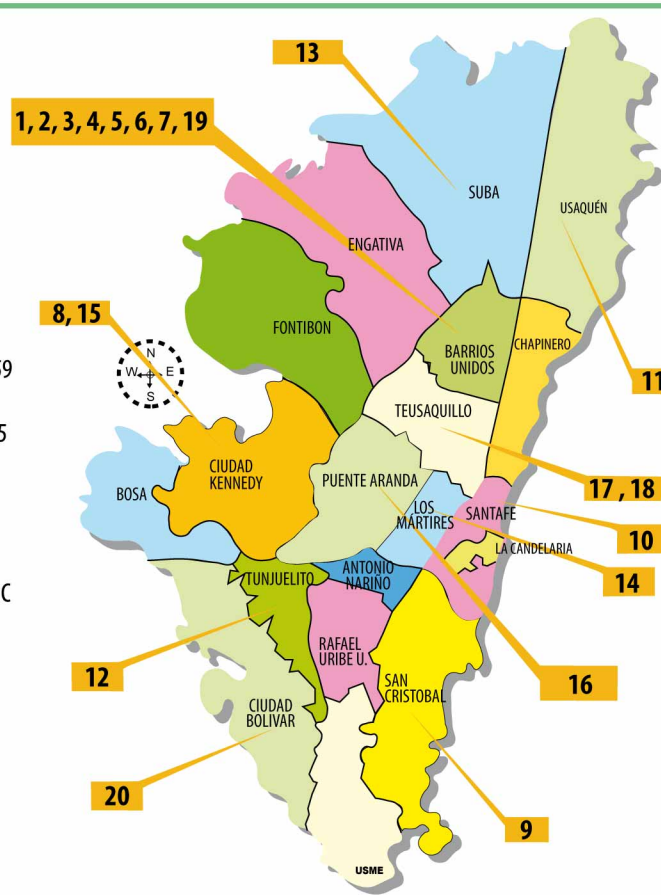 13
1, 2, 3, 4, 5, 6, 7, 19
SUBA
USAQUÉN
ENGATIVA
8, 15
FONTIBON
CHAPINERO
BARRIOS
UNIDOS
N
W
E
S
59
11
TEUSAQUILLO
5
CIUDAD
KENNEDY
PUENTE ARANDA
17 , 18
BOSA
LOS
MÁRTIRES
SANTAFE
10
LA CANDELARIA
TUNJUELITO
ANTONIO
NARIÑO
14
C
RAFAEL
URIBE U.
12
SAN
CRISTOBAL
16
CIUDAD
BOLIVAR
20
9
USME